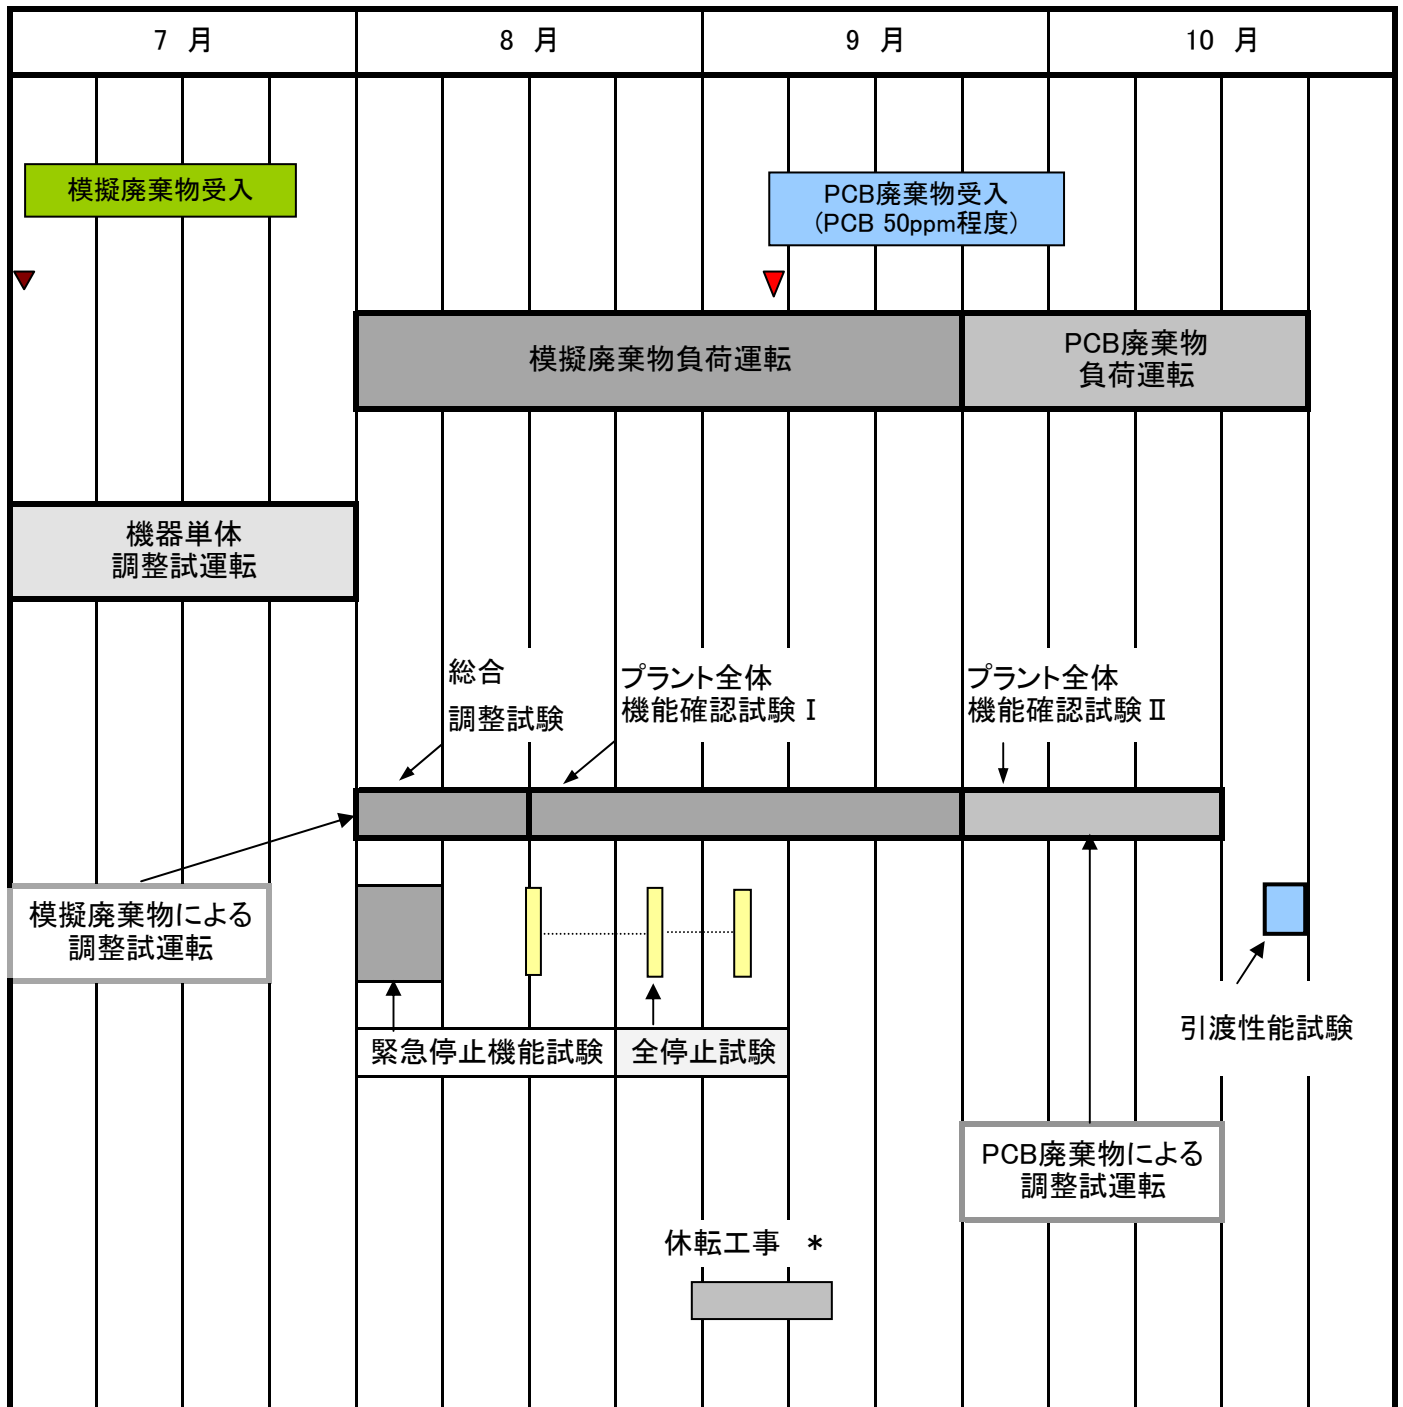 7 月
8 月
9 月
10 月
模擬廃棄物受入
PCB廃棄物受入
(PCB 50ppm程度)
模擬廃棄物負荷運転
PCB廃棄物
負荷運転
機器単体
調整試運転
総合
調整試験
プラント全体
機能確認試験Ⅰ
プラント全体
機能確認試験Ⅱ
模擬廃棄物による
調整試運転
緊急停止機能試験
全停止試験
引渡性能試験
PCB廃棄物による
調整試運転
休転工事 *